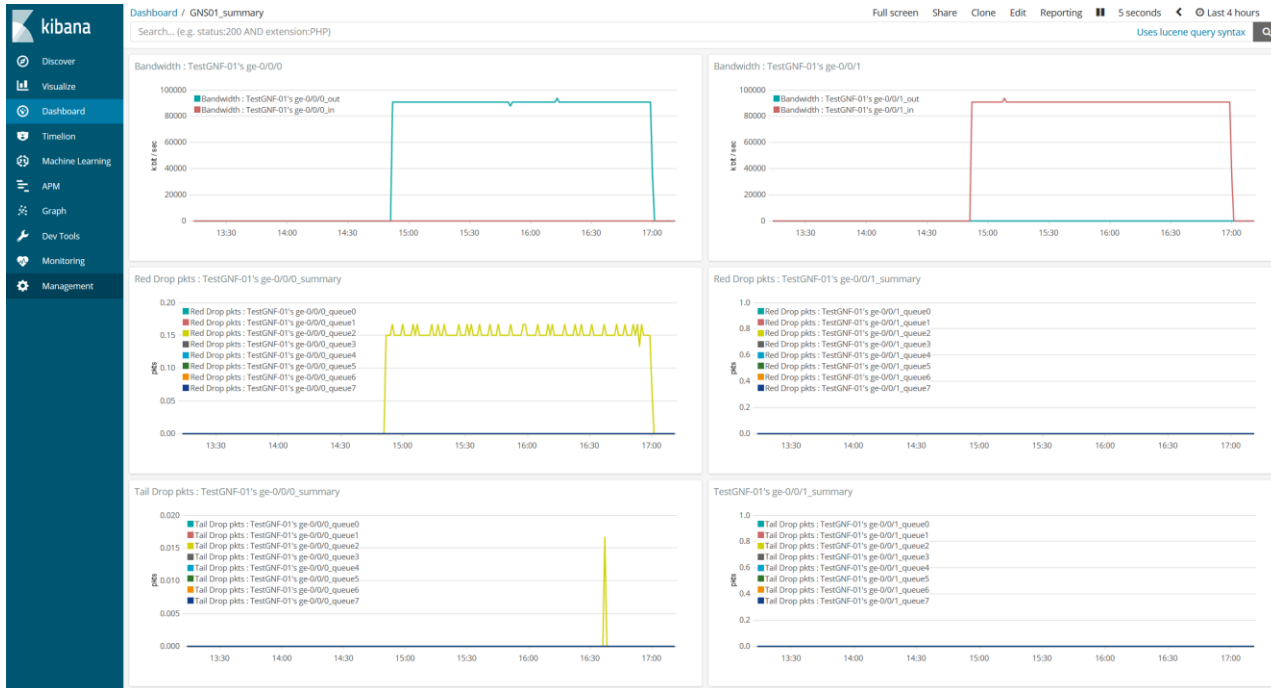 kibana
Discover
Visualize
Dashboard
Timelion
Machine Learning
APM
Graph
Dev Tools
Monitoring
Management
Dashboard / GNS01_summary
Full screen Share Clone Edit Reporting 5 seconds Last 4 hours
Search... (e.g. status:200 AND extension:PHP)
Uses lucene query syntax
Bandwidth : TestGNF-01's ge-0/0/0
100000
80000
60000
40000
20000
0
k bit / sec
Bandwidth : TestGNF-01's ge-0/0/0_out
Bandwidth : TestGNF-01's ge-0/0/0_in
13:30 14:00 14:30 15:00 15:30 16:00 16:30 17:00
Bandwidth : TestGNF-01's ge-0/0/1
100000
80000
60000
40000
20000
0
k bit / sec
Bandwidth : TestGNF-01's ge-0/0/1_out
Bandwidth : TestGNF-01's ge-0/0/1_in
13:30 14:00 14:30 15:00 15:30 16:00 16:30 17:00
Red Drop pkts : TestGNF-01's ge-0/0/0_summary
0.20
0.15
0.10
0.05
0.00
pkts
Red Drop pkts : TestGNF-01's ge-0/0/0_queue0
Red Drop pkts : TestGNF-01's ge-0/0/0_queue1
Red Drop pkts : TestGNF-01's ge-0/0/0_queue2
Red Drop pkts : TestGNF-01's ge-0/0/0_queue3
Red Drop pkts : TestGNF-01's ge-0/0/0_queue4
Red Drop pkts : TestGNF-01's ge-0/0/0_queue5
Red Drop pkts : TestGNF-01's ge-0/0/0_queue6
Red Drop pkts : TestGNF-01's ge-0/0/0_queue7
13:30 14:00 14:30 15:00 15:30 16:00 16:30 17:00
Red Drop pkts : TestGNF-01's ge-0/0/1_summary
1.0
0.8
0.6
0.4
0.2
0.0
pkts
Red Drop pkts : TestGNF-01's ge-0/0/1_queue0
Red Drop pkts : TestGNF-01's ge-0/0/1_queue1
Red Drop pkts : TestGNF-01's ge-0/0/1_queue2
Red Drop pkts : TestGNF-01's ge-0/0/1_queue3
Red Drop pkts : TestGNF-01's ge-0/0/1_queue4
Red Drop pkts : TestGNF-01's ge-0/0/1_queue5
Red Drop pkts : TestGNF-01's ge-0/0/1_queue6
Red Drop pkts : TestGNF-01's ge-0/0/1_queue7
13:30 14:00 14:30 15:00 15:30 16:00 16:30 17:00
Tail Drop pkts : TestGNF-01's ge-0/0/0_summary
0.020
0.015
0.010
0.005
0.000
pkts
Tail Drop pkts : TestGNF-01's ge-0/0/0_queue0
Tail Drop pkts : TestGNF-01's ge-0/0/0_queue1
Tail Drop pkts : TestGNF-01's ge-0/0/0_queue2
Tail Drop pkts : TestGNF-01's ge-0/0/0_queue3
Tail Drop pkts : TestGNF-01's ge-0/0/0_queue4
Tail Drop pkts : TestGNF-01's ge-0/0/0_queue5
Tail Drop pkts : TestGNF-01's ge-0/0/0_queue6
Tail Drop pkts : TestGNF-01's ge-0/0/0_queue7
13:30 14:00 14:30 15:00 15:30 16:00 16:30 17:00
TestGNF-01's ge-0/0/1_summary
1.0
0.8
0.6
0.4
0.2
0.0
pkts
Tail Drop pkts : TestGNF-01's ge-0/0/1_queue0
Tail Drop pkts : TestGNF-01's ge-0/0/1_queue1
Tail Drop pkts : TestGNF-01's ge-0/0/1_queue2
Tail Drop pkts : TestGNF-01's ge-0/0/1_queue3
Tail Drop pkts : TestGNF-01's ge-0/0/1_queue4
Tail Drop pkts : TestGNF-01's ge-0/0/1_queue5
Tail Drop pkts : TestGNF-01's ge-0/0/1_queue6
Tail Drop pkts : TestGNF-01's ge-0/0/1_queue7
13:30 14:00 14:30 15:00 15:30 16:00 16:30 17:00